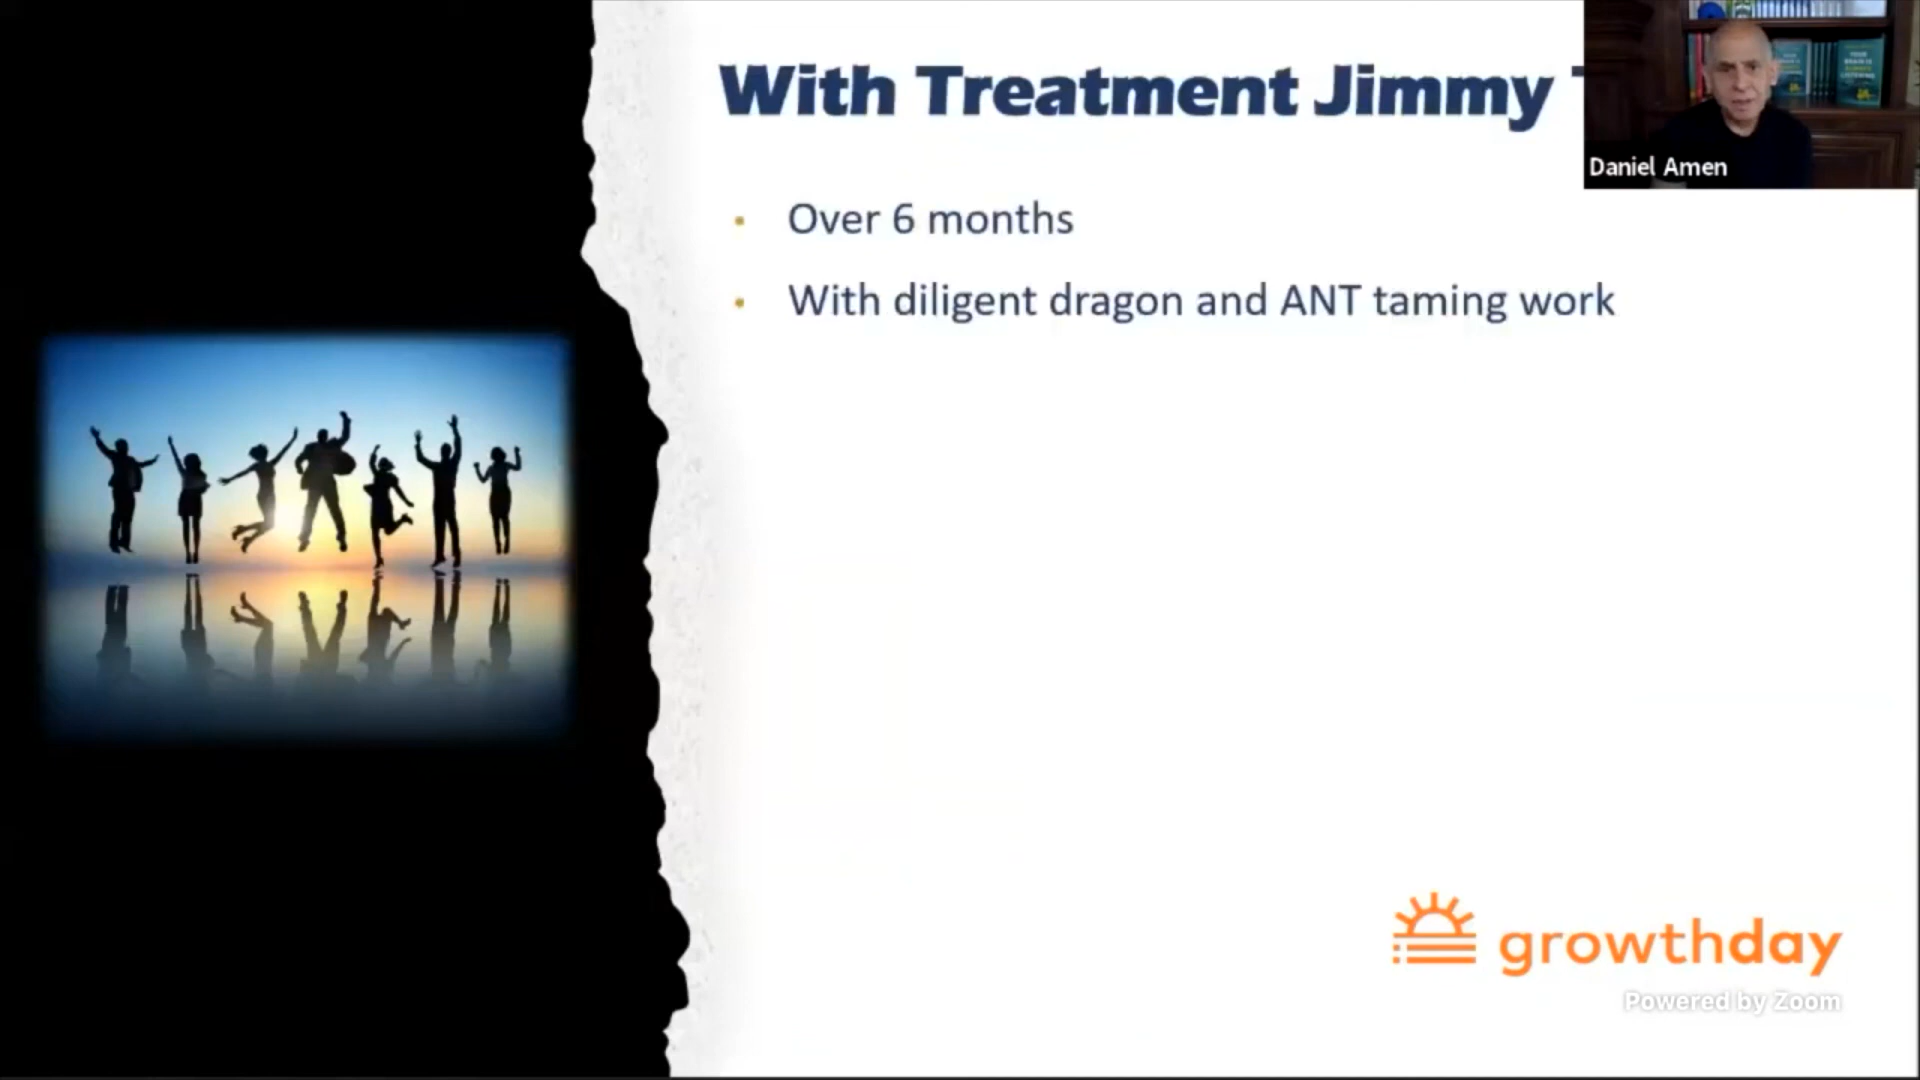 With Treatment Jimmy
Daniel Amen
• Over 6 months
• With diligent dragon and ANT taming work
growthday
Powered by Zoom